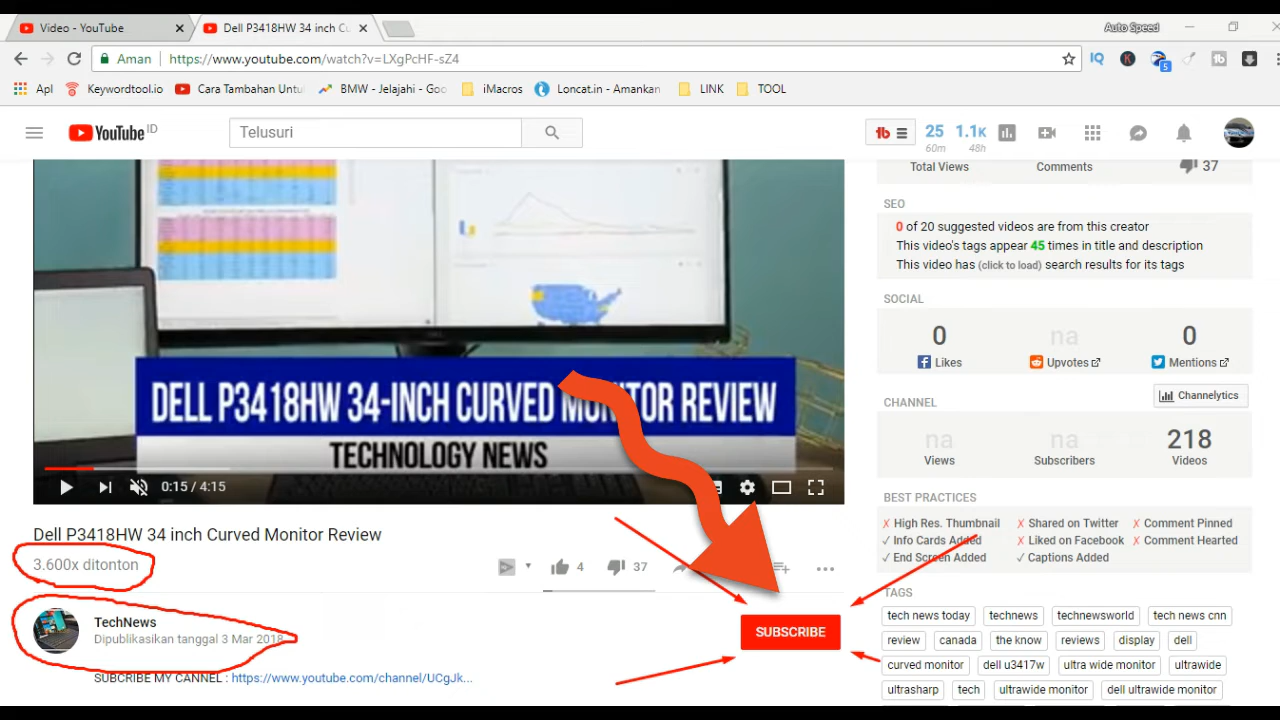 Video - YouTube
Dell P3418HW 34 inch Cu
Auto Speed
Aman
https://www.youtube.com/watch?v=LXgPcHF-sZ4
IQ
K
5
tb
Apl
Keywordtool.io
Cara Tambahan Untu
BMW - Jelajahi - Goo
iMacros
Loncat.in - Amankan
LINK
TOOL
YouTube ID
Telusuri
tb
25
60m
1.1K
48h
Total Views
Comments
37
SEO
0 of 20 suggested videos are from this creator
This video's tags appear 45 times in title and description
This video has (click to load) search results for its tags
SOCIAL
0
na
0
Likes
Upvotes
Mentions
CHANNEL
Channelytics
na
na
218
Views
Subscribers
Videos
BEST PRACTICES
High Res. Thumbnail
Shared on Twitter
Comment Pinned
Info Cards Added
Liked on Facebook
Comment Hearted
End Screen Added
Captions Added
TAGS
tech news today
technews
technewsworld
tech news cnn
review
canada
the know
reviews
display
dell
curved monitor
dell u3417w
ultra wide monitor
ultrawide
ultrasharp
tech
ultrawide monitor
dell ultrawide monitor
DELL P3418HW 34-INCH CURVED MONITOR REVIEW
TECHNOLOGY NEWS
0:15 / 4:15
Dell P3418HW 34 inch Curved Monitor Review
3.600x ditonton
4
37
TechNews
Dipublikasikan tanggal 3 Mar 2018
SUBSCRIBE
SUBCRIBE MY CANNEL : https://www.youtube.com/channel/UCgJk...